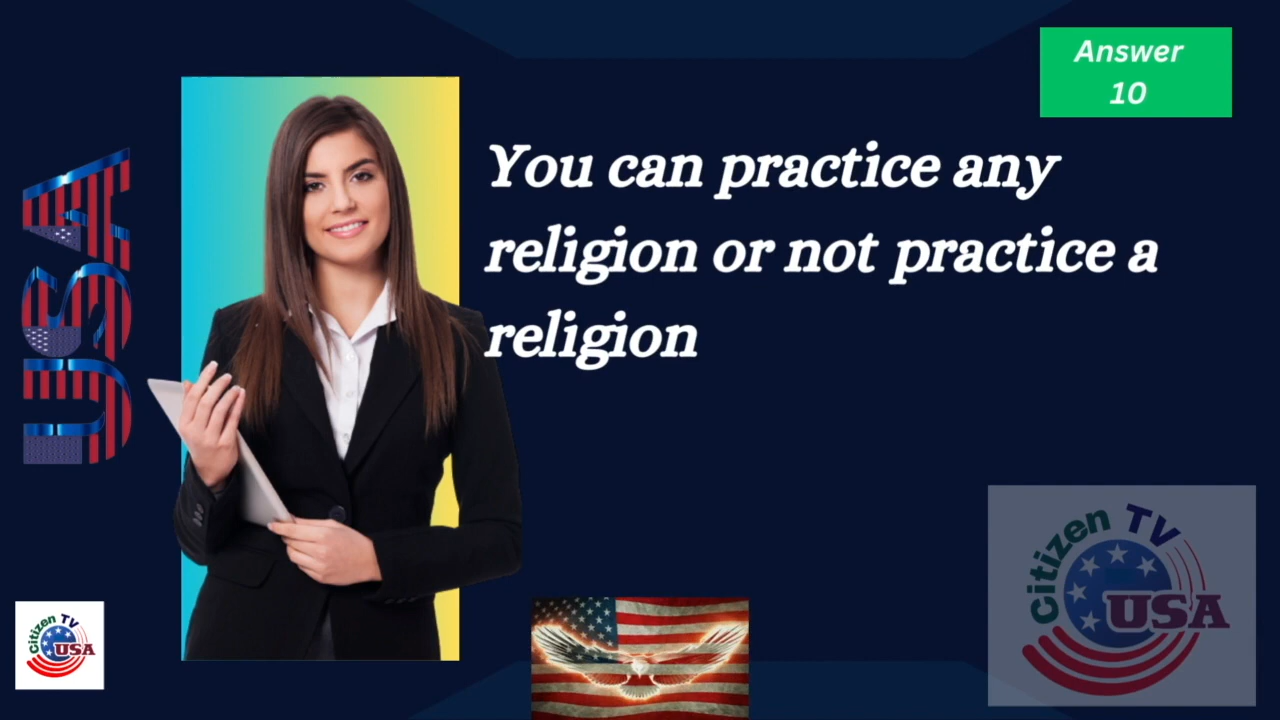 Answer
10
You can practice any
religion or not practice a
religion
USA
Citizen TV
USA
Citizen TV
USA